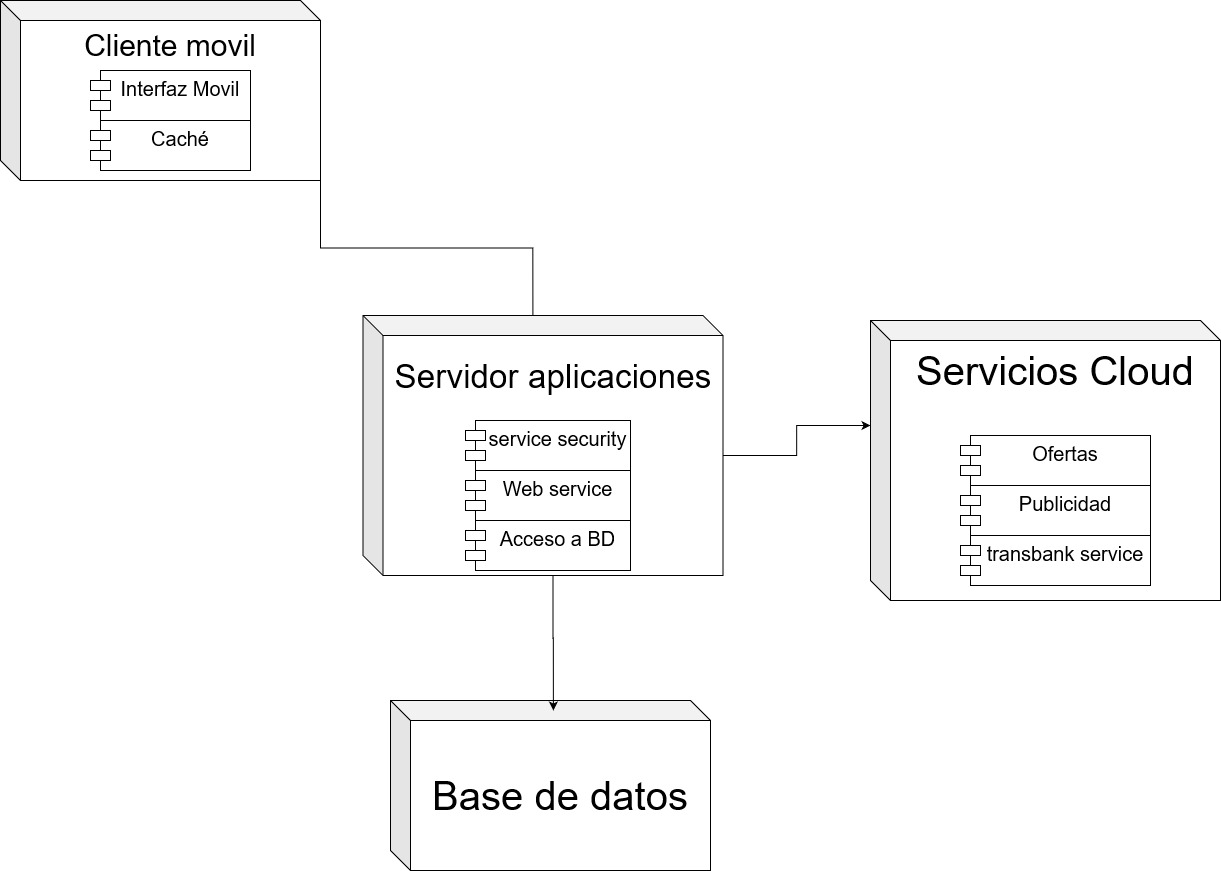 Cliente movil
Interfaz Movil
Caché
Servidor aplicaciones
service security
Web service
Acceso a BD
Servicios Cloud
Ofertas
Publicidad
transbank service
Base de datos